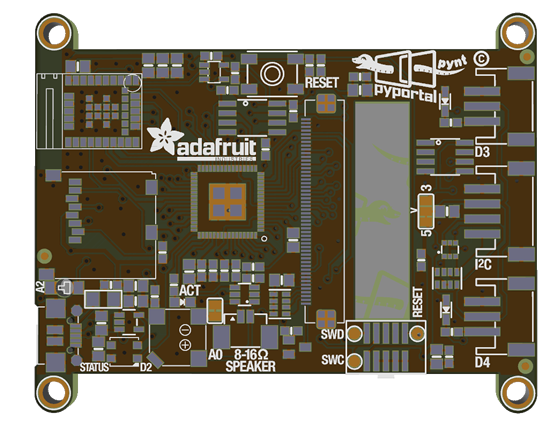 pynt
©
RESET
pyportal
adafruit
INDUSTRIES
D3
3
V
5
I²C
A2
ACT
RESET
SWD
A0
8-16Ω
SPEAKER
SWC
STATUS
D2
D4